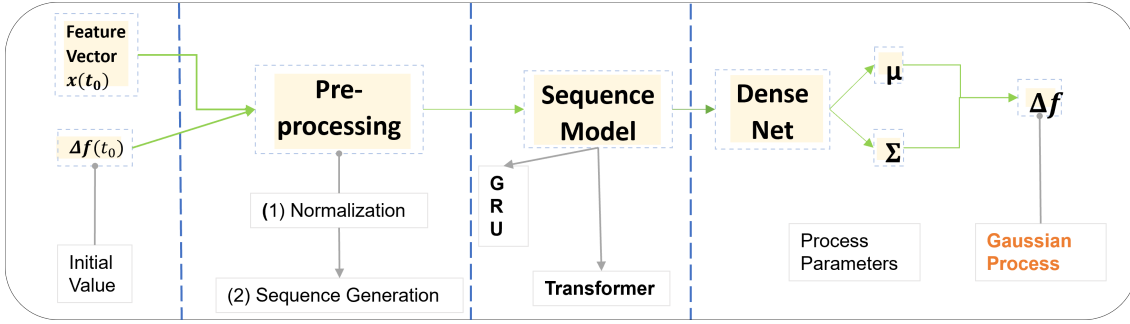 Feature
Vector
x(t₀)
Δf(t₀)
Initial
Value
Pre-
processing
(1) Normalization
(2) Sequence Generation
Sequence
Model
G
R
U
Transformer
Dense
Net
μ
Σ
Process
Parameters
Δf
Gaussian
Process